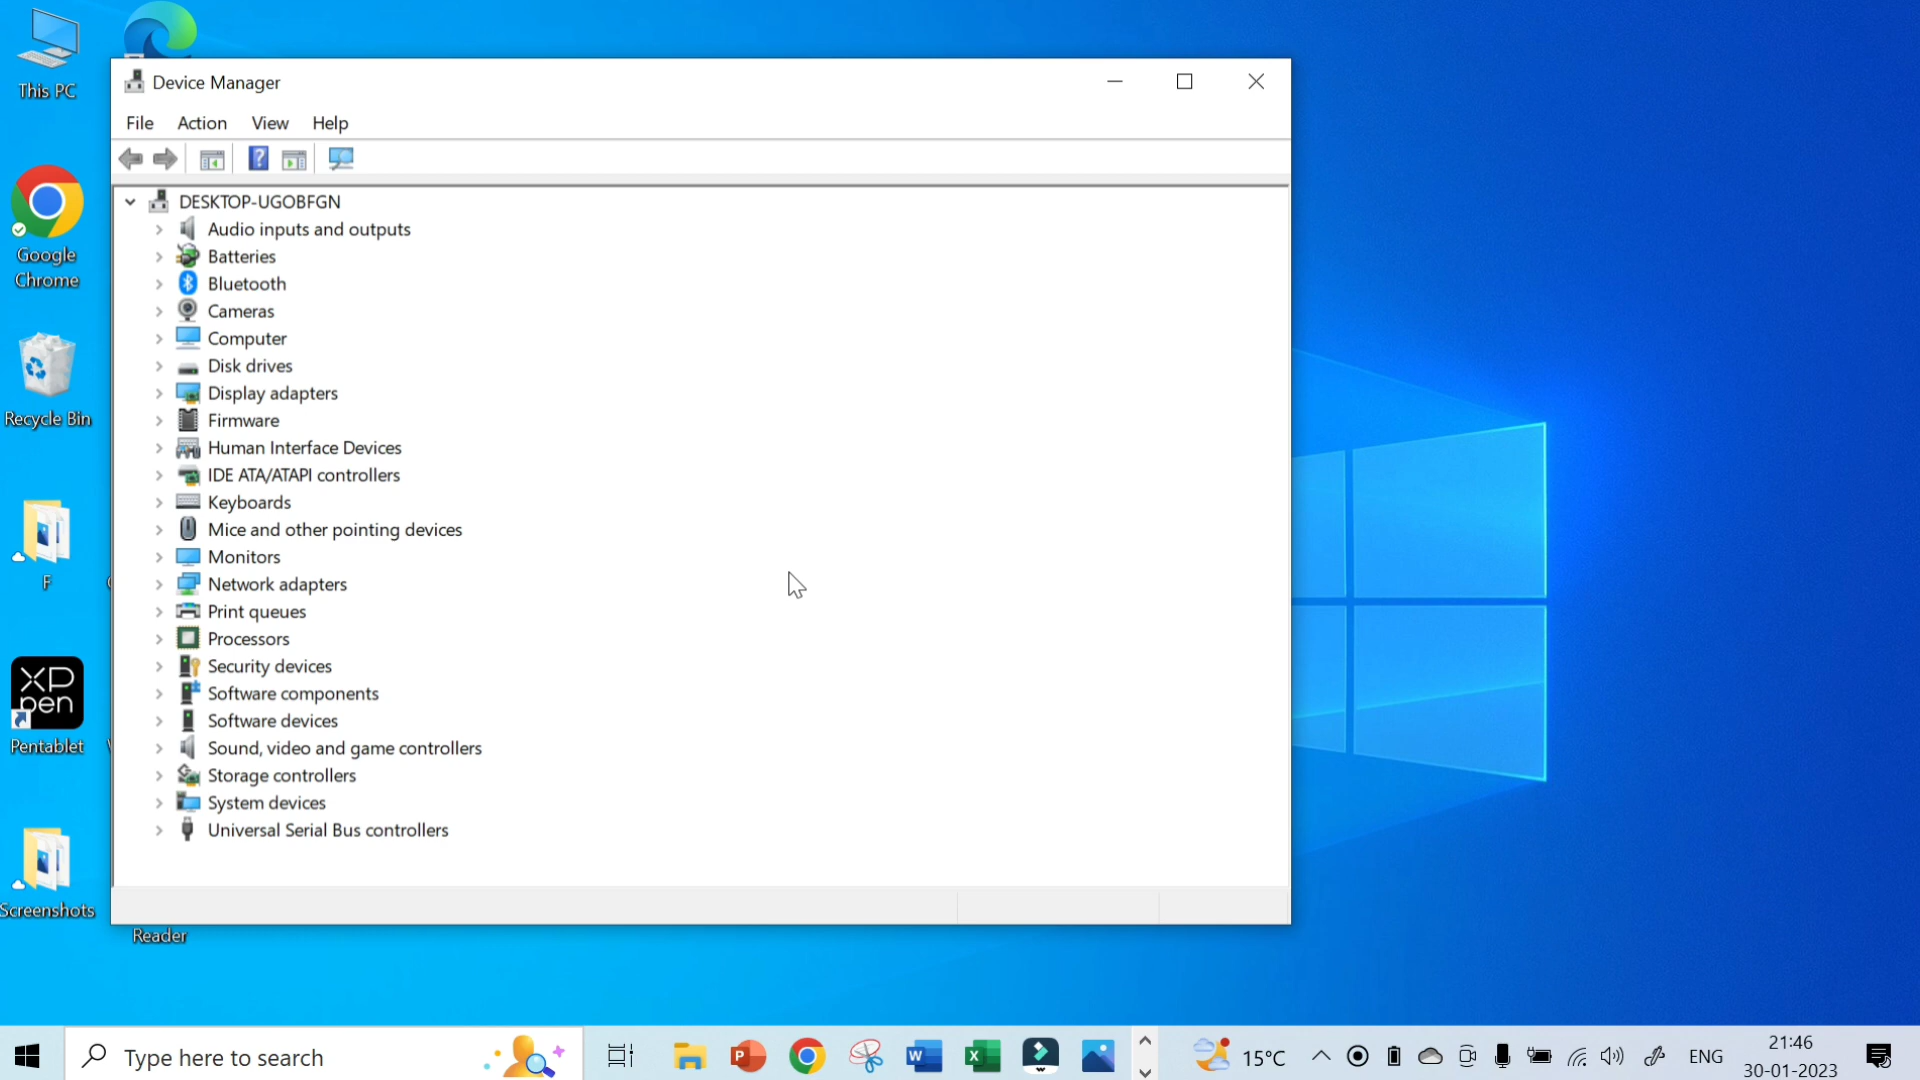 This PC
Google
Chrome
Recycle Bin
F
XP
pen
Pentablet
Screenshots
Reader
Device Manager
File Action View Help
?
DESKTOP-UGOBFGN
Audio inputs and outputs
Batteries
Bluetooth
Cameras
Computer
Disk drives
Display adapters
Firmware
Human Interface Devices
IDE ATA/ATAPI controllers
Keyboards
Mice and other pointing devices
Monitors
Network adapters
Print queues
Processors
Security devices
Software components
Software devices
Sound, video and game controllers
Storage controllers
System devices
Universal Serial Bus controllers
Type here to search
P
W
X
15°C
ENG
21:46
30-01-2023